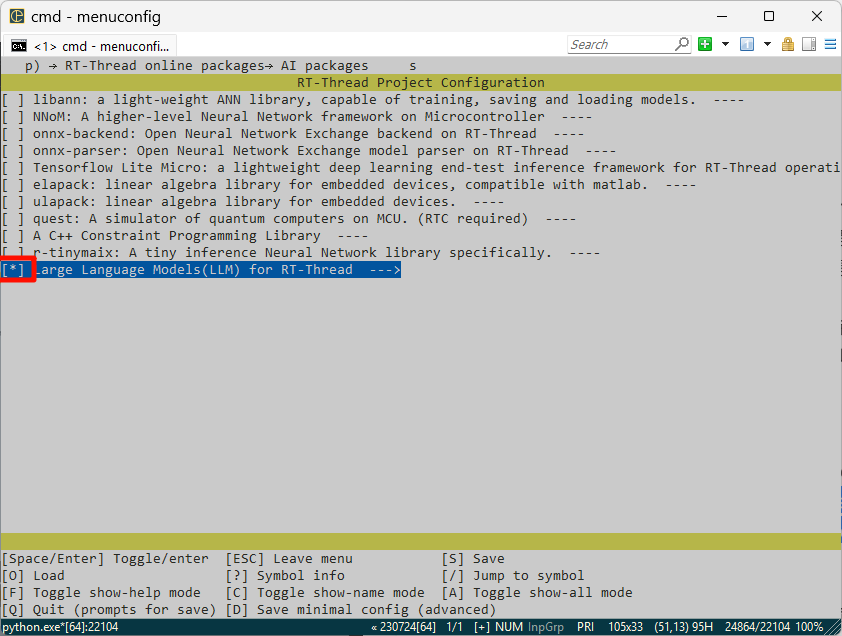 cmd - menuconfig
<1> cmd - menuconfi...
Search
p) → RT-Thread online packages→ AI packages s
RT-Thread Project Configuration
[ ] libann: a light-weight ANN library, capable of training, saving and loading models. ----
[ ] NNoM: A higher-level Neural Network framework on Microcontroller ----
[ ] onnx-backend: Open Neural Network Exchange backend on RT-Thread ----
[ ] onnx-parser: Open Neural Network Exchange model parser on RT-Thread ----
[ ] Tensorflow Lite Micro: a lightweight deep learning end-test inference framework for RT-Thread operati
[ ] elapack: linear algebra library for embedded devices, compatible with matlab. ----
[ ] ulapack: linear algebra library for embedded devices. ----
[ ] quest: A simulator of quantum computers on MCU. (RTC required) ----
[ ] A C++ Constraint Programming Library ----
[ ] r-tinymaix: A tiny inference Neural Network library specifically. ----
[*] Large Language Models(LLM) for RT-Thread --->
[Space/Enter] Toggle/enter [ESC] Leave menu [S] Save
[O] Load [?] Symbol info [/] Jump to symbol
[F] Toggle show-help mode [C] Toggle show-name mode [A] Toggle show-all mode
[Q] Quit (prompts for save) [D] Save minimal config (advanced)
python.exe*[64]:22104 « 230724[64] 1/1 [+] NUM InpGrp PRI 105x33 (51,13) 95H 24864/22104 100%